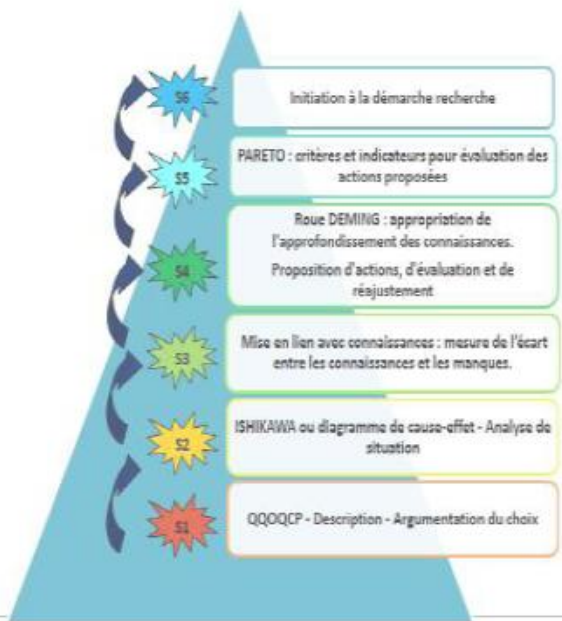 S6
Initiation à la démarche recherche
S5
PARETO : critères et indicateurs pour évaluation des
actions proposées
S4
Roue DEMING : appropriation de
l'approfondissement des connaissances.
Proposition d'actions, d'évaluation et de
réajustement
S3
Mise en lien avec connaissances : mesure de l'écart
entre les connaissances et les manques.
S2
ISHIKAWA ou diagramme de cause-effet - Analyse de
situation
S1
QQOQCP - Description - Argumentation du choix